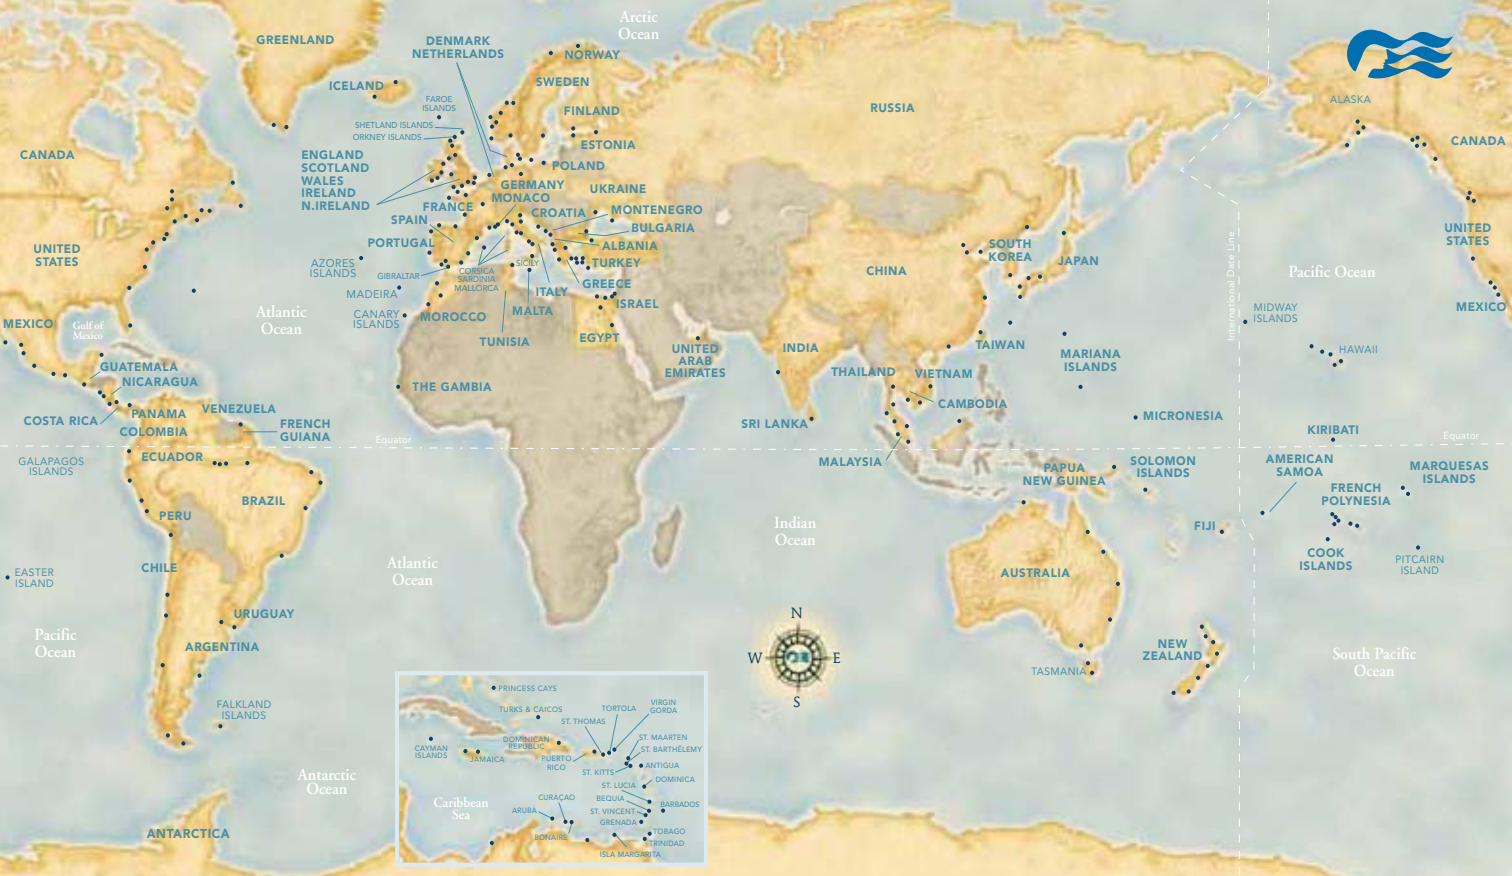 Arctic
Ocean
GREENLAND
DENMARK
NETHERLANDS
NORWAY
ICELAND
SWEDEN
FAROE
ISLANDS
FINLAND
RUSSIA
ALASKA
SHETLAND ISLANDS
ORKNEY ISLANDS
ESTONIA
CANADA
CANADA
ENGLAND
SCOTLAND
WALES
IRELAND
N.IRELAND
POLAND
GERMANY
MONACO
UKRAINE
FRANCE
CROATIA
MONTENEGRO
SPAIN
BULGARIA
PORTUGAL
ALBANIA
UNITED
STATES
AZORES
ISLANDS
GIBRALTAR
CORSICA
SARDINIA
MALLORCA
SICILY
TURKEY
GREECE
SOUTH
KOREA
JAPAN
CHINA
International Date Line
Pacific Ocean
UNITED
STATES
MADEIRA
ITALY
ISRAEL
MEXICO
Atlantic
Ocean
CANARY
ISLANDS
MOROCCO
MALTA
MIDWAY
ISLANDS
MEXICO
Gulf of
Mexico
TUNISIA
EGYPT
UNITED
ARAB
EMIRATES
INDIA
TAIWAN
MARIANA
ISLANDS
HAWAII
GUATEMALA
NICARAGUA
THE GAMBIA
THAILAND
VIETNAM
CAMBODIA
COSTA RICA
PANAMA
VENEZUELA
COLOMBIA
FRENCH
GUIANA
SRI LANKA
MICRONESIA
KIRIBATI
Equator
Equator
GALAPAGOS
ISLANDS
ECUADOR
MALAYSIA
PAPUA
NEW GUINEA
SOLOMON
ISLANDS
AMERICAN
SAMOA
MARQUESAS
ISLANDS
FRENCH
POLYNESIA
BRAZIL
PERU
Indian
Ocean
FIJI
COOK
ISLANDS
PITCAIRN
ISLAND
EASTER
ISLAND
CHILE
Atlantic
Ocean
AUSTRALIA
URUGUAY
ARGENTINA
Pacific
Ocean
N
W
E
S
NEW
ZEALAND
TASMANIA
South Pacific
Ocean
FALKLAND
ISLANDS
Antarctic
Ocean
ANTARCTICA
PRINCESS CAYS
TURKS & CAICOS
TORTOLA
VIRGIN
GORDA
ST. THOMAS
CAYMAN
ISLANDS
JAMAICA
DOMINICAN
REPUBLIC
PUERTO
RICO
ST. MAARTEN
ST. BARTHÉLEMY
ST. KITTS
ANTIGUA
DOMINICA
ST. LUCIA
BEQUIA
BARBADOS
ST. VINCENT
GRENADA
Caribbean
Sea
CURAÇAO
ARUBA
BONAIRE
TOBAGO
TRINIDAD
ISLA MARGARITA